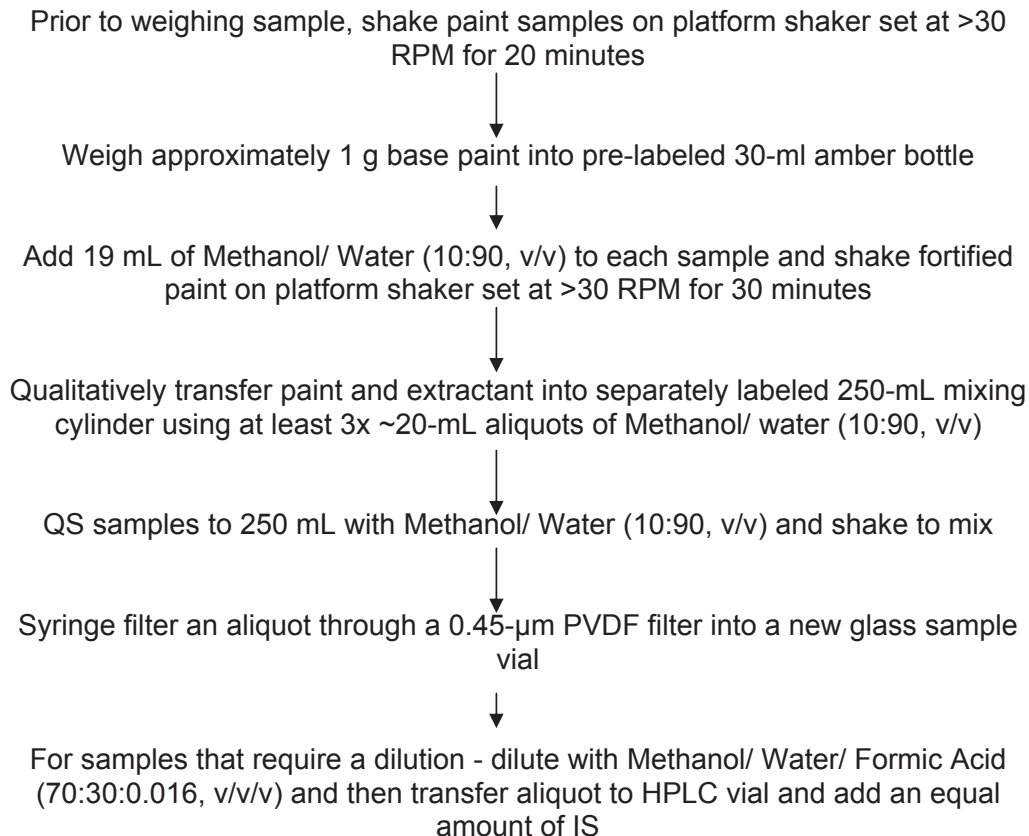 Prior to weighing sample, shake paint samples on platform shaker set at >30
RPM for 20 minutes
Weigh approximately 1 g base paint into pre-labeled 30-ml amber bottle
Add 19 mL of Methanol/ Water (10:90, v/v) to each sample and shake fortified
paint on platform shaker set at >30 RPM for 30 minutes
Qualitatively transfer paint and extractant into separately labeled 250-mL mixing
cylinder using at least 3x ~20-mL aliquots of Methanol/ water (10:90, v/v)
QS samples to 250 mL with Methanol/ Water (10:90, v/v) and shake to mix
Syringe filter an aliquot through a 0.45-µm PVDF filter into a new glass sample
vial
For samples that require a dilution - dilute with Methanol/ Water/ Formic Acid
(70:30:0.016, v/v/v) and then transfer aliquot to HPLC vial and add an equal
amount of IS